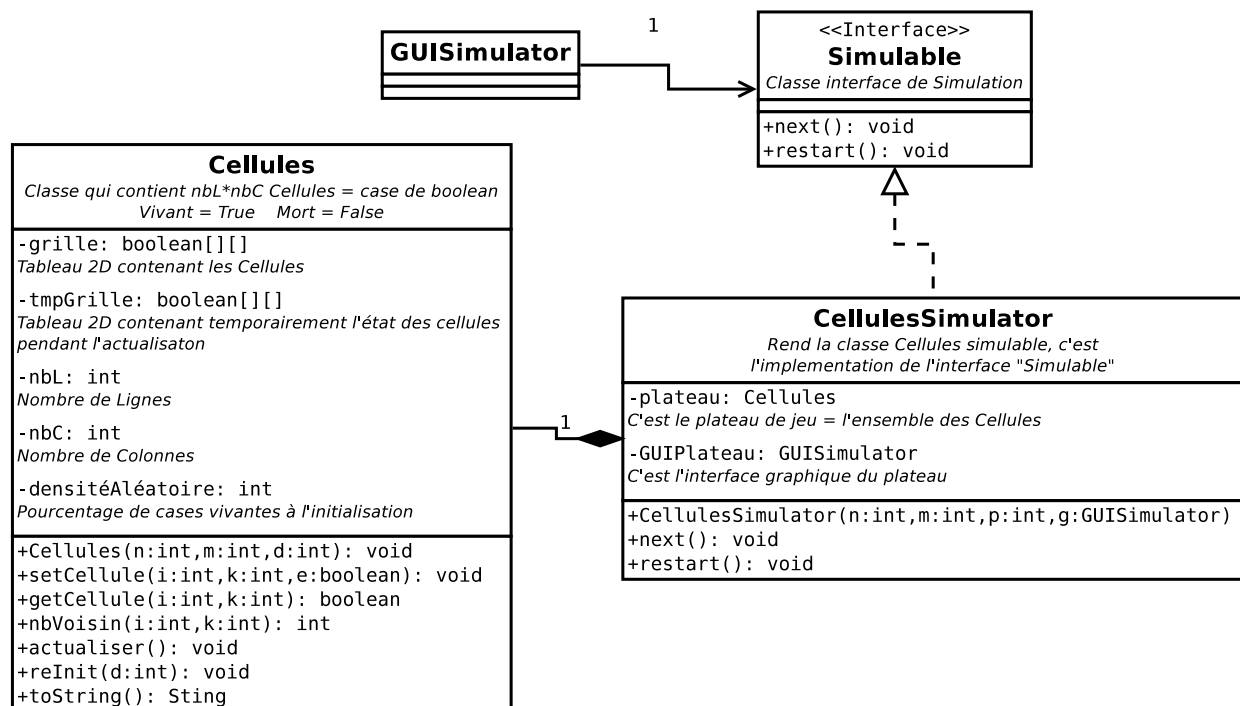 GUISimulator
1
<<Interface>>
Simulable
Classe interface de Simulation
+next(): void
+restart(): void
Cellules
Classe qui contient nbL*nbC Cellules = case de boolean
Vivant = True    Mort = False
-grille: boolean[][]
Tableau 2D contenant les Cellules
-tmpGrille: boolean[][]
Tableau 2D contenant temporairement l'état des cellules
pendant l'actualisaton
-nbL: int
Nombre de Lignes
-nbC: int
Nombre de Colonnes
-densitéAléatoire: int
Pourcentage de cases vivantes à l'initialisation
+Cellules(n:int,m:int,d:int): void
+setCellule(i:int,k:int,e:boolean): void
+getCellule(i:int,k:int): boolean
+nbVoisin(i:int,k:int): int
+actualiser(): void
+reInit(d:int): void
+toString(): Sting
1
CellulesSimulator
Rend la classe Cellules simulable, c'est
l'implementation de l'interface "Simulable"
-plateau: Cellules
C'est le plateau de jeu = l'ensemble des Cellules
-GUIPlateau: GUISimulator
C'est l'interface graphique du plateau
+CellulesSimulator(n:int,m:int,p:int,g:GUISimulator)
+next(): void
+restart(): void